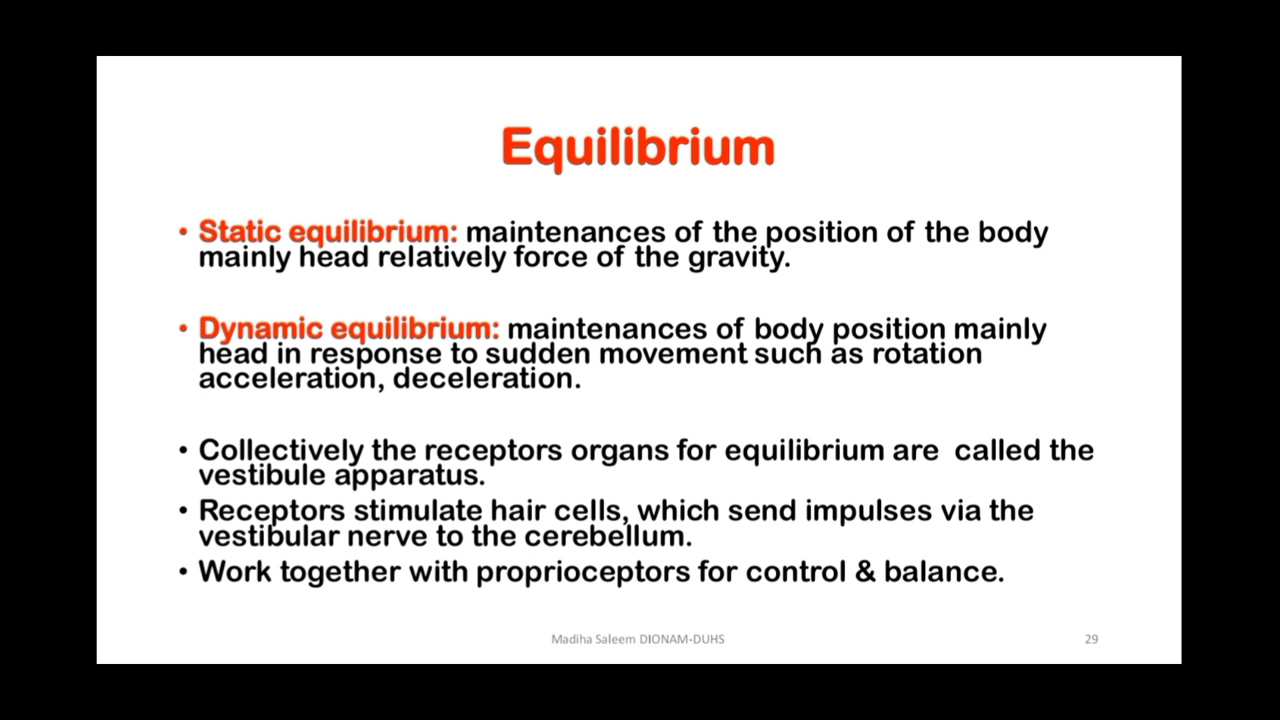 Equilibrium
• Static equilibrium: maintenances of the position of the body
mainly head relatively force of the gravity.
• Dynamic equilibrium: maintenances of body position mainly
head in response to sudden movement such as rotation
acceleration, deceleration.
• Collectively the receptors organs for equilibrium are called the
vestibule apparatus.
• Receptors stimulate hair cells, which send impulses via the
vestibular nerve to the cerebellum.
• Work together with proprioceptors for control & balance.
Madiha Saleem DIONAM-DUHS
29